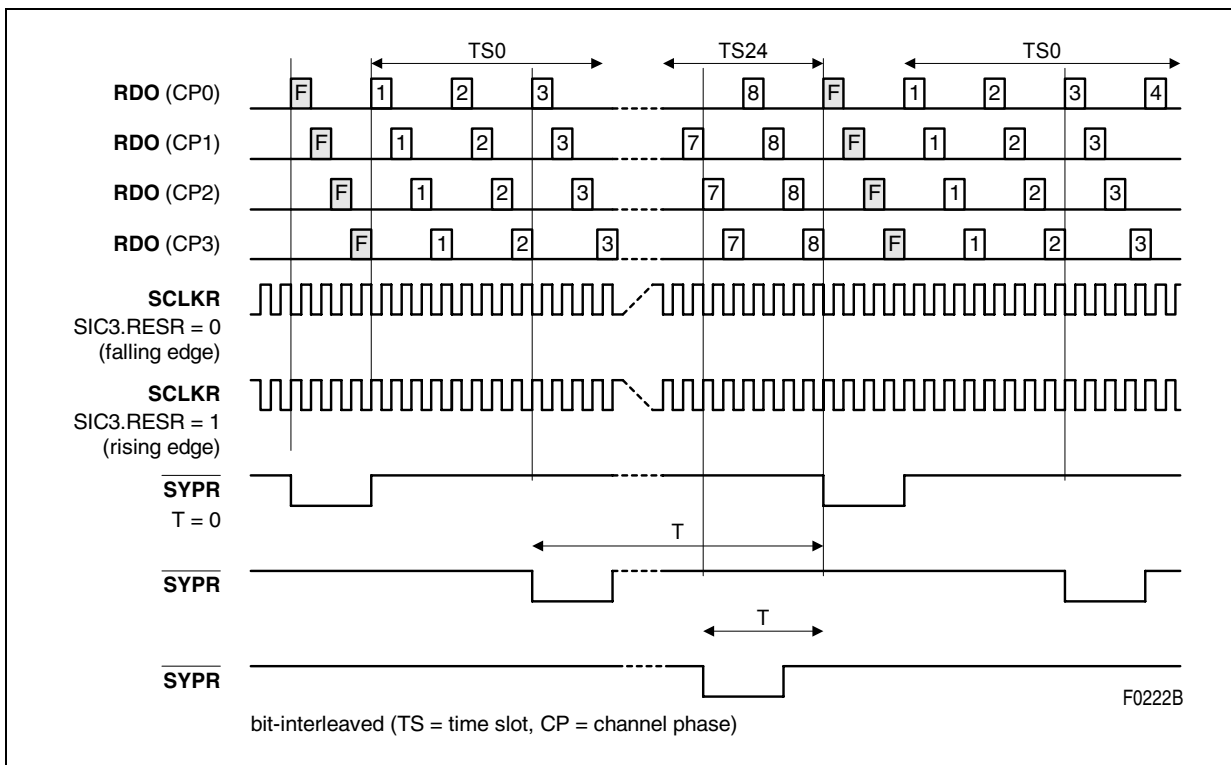 TS0 TS24 TS0
RDO (CP0) F 1 2 3 8 F 1 2 3 4
RDO (CP1) F 1 2 3 7 8 F 1 2 3
RDO (CP2) F 1 2 3 7 8 F 1 2 3
RDO (CP3) F 1 2 3 7 8 F 1 2 3
SCLKR
SIC3.RESR = 0
(falling edge)
SCLKR
SIC3.RESR = 1
(rising edge)
SYPR
T = 0
T
SYPR
T
SYPR
F0222B
bit-interleaved (TS = time slot, CP = channel phase)